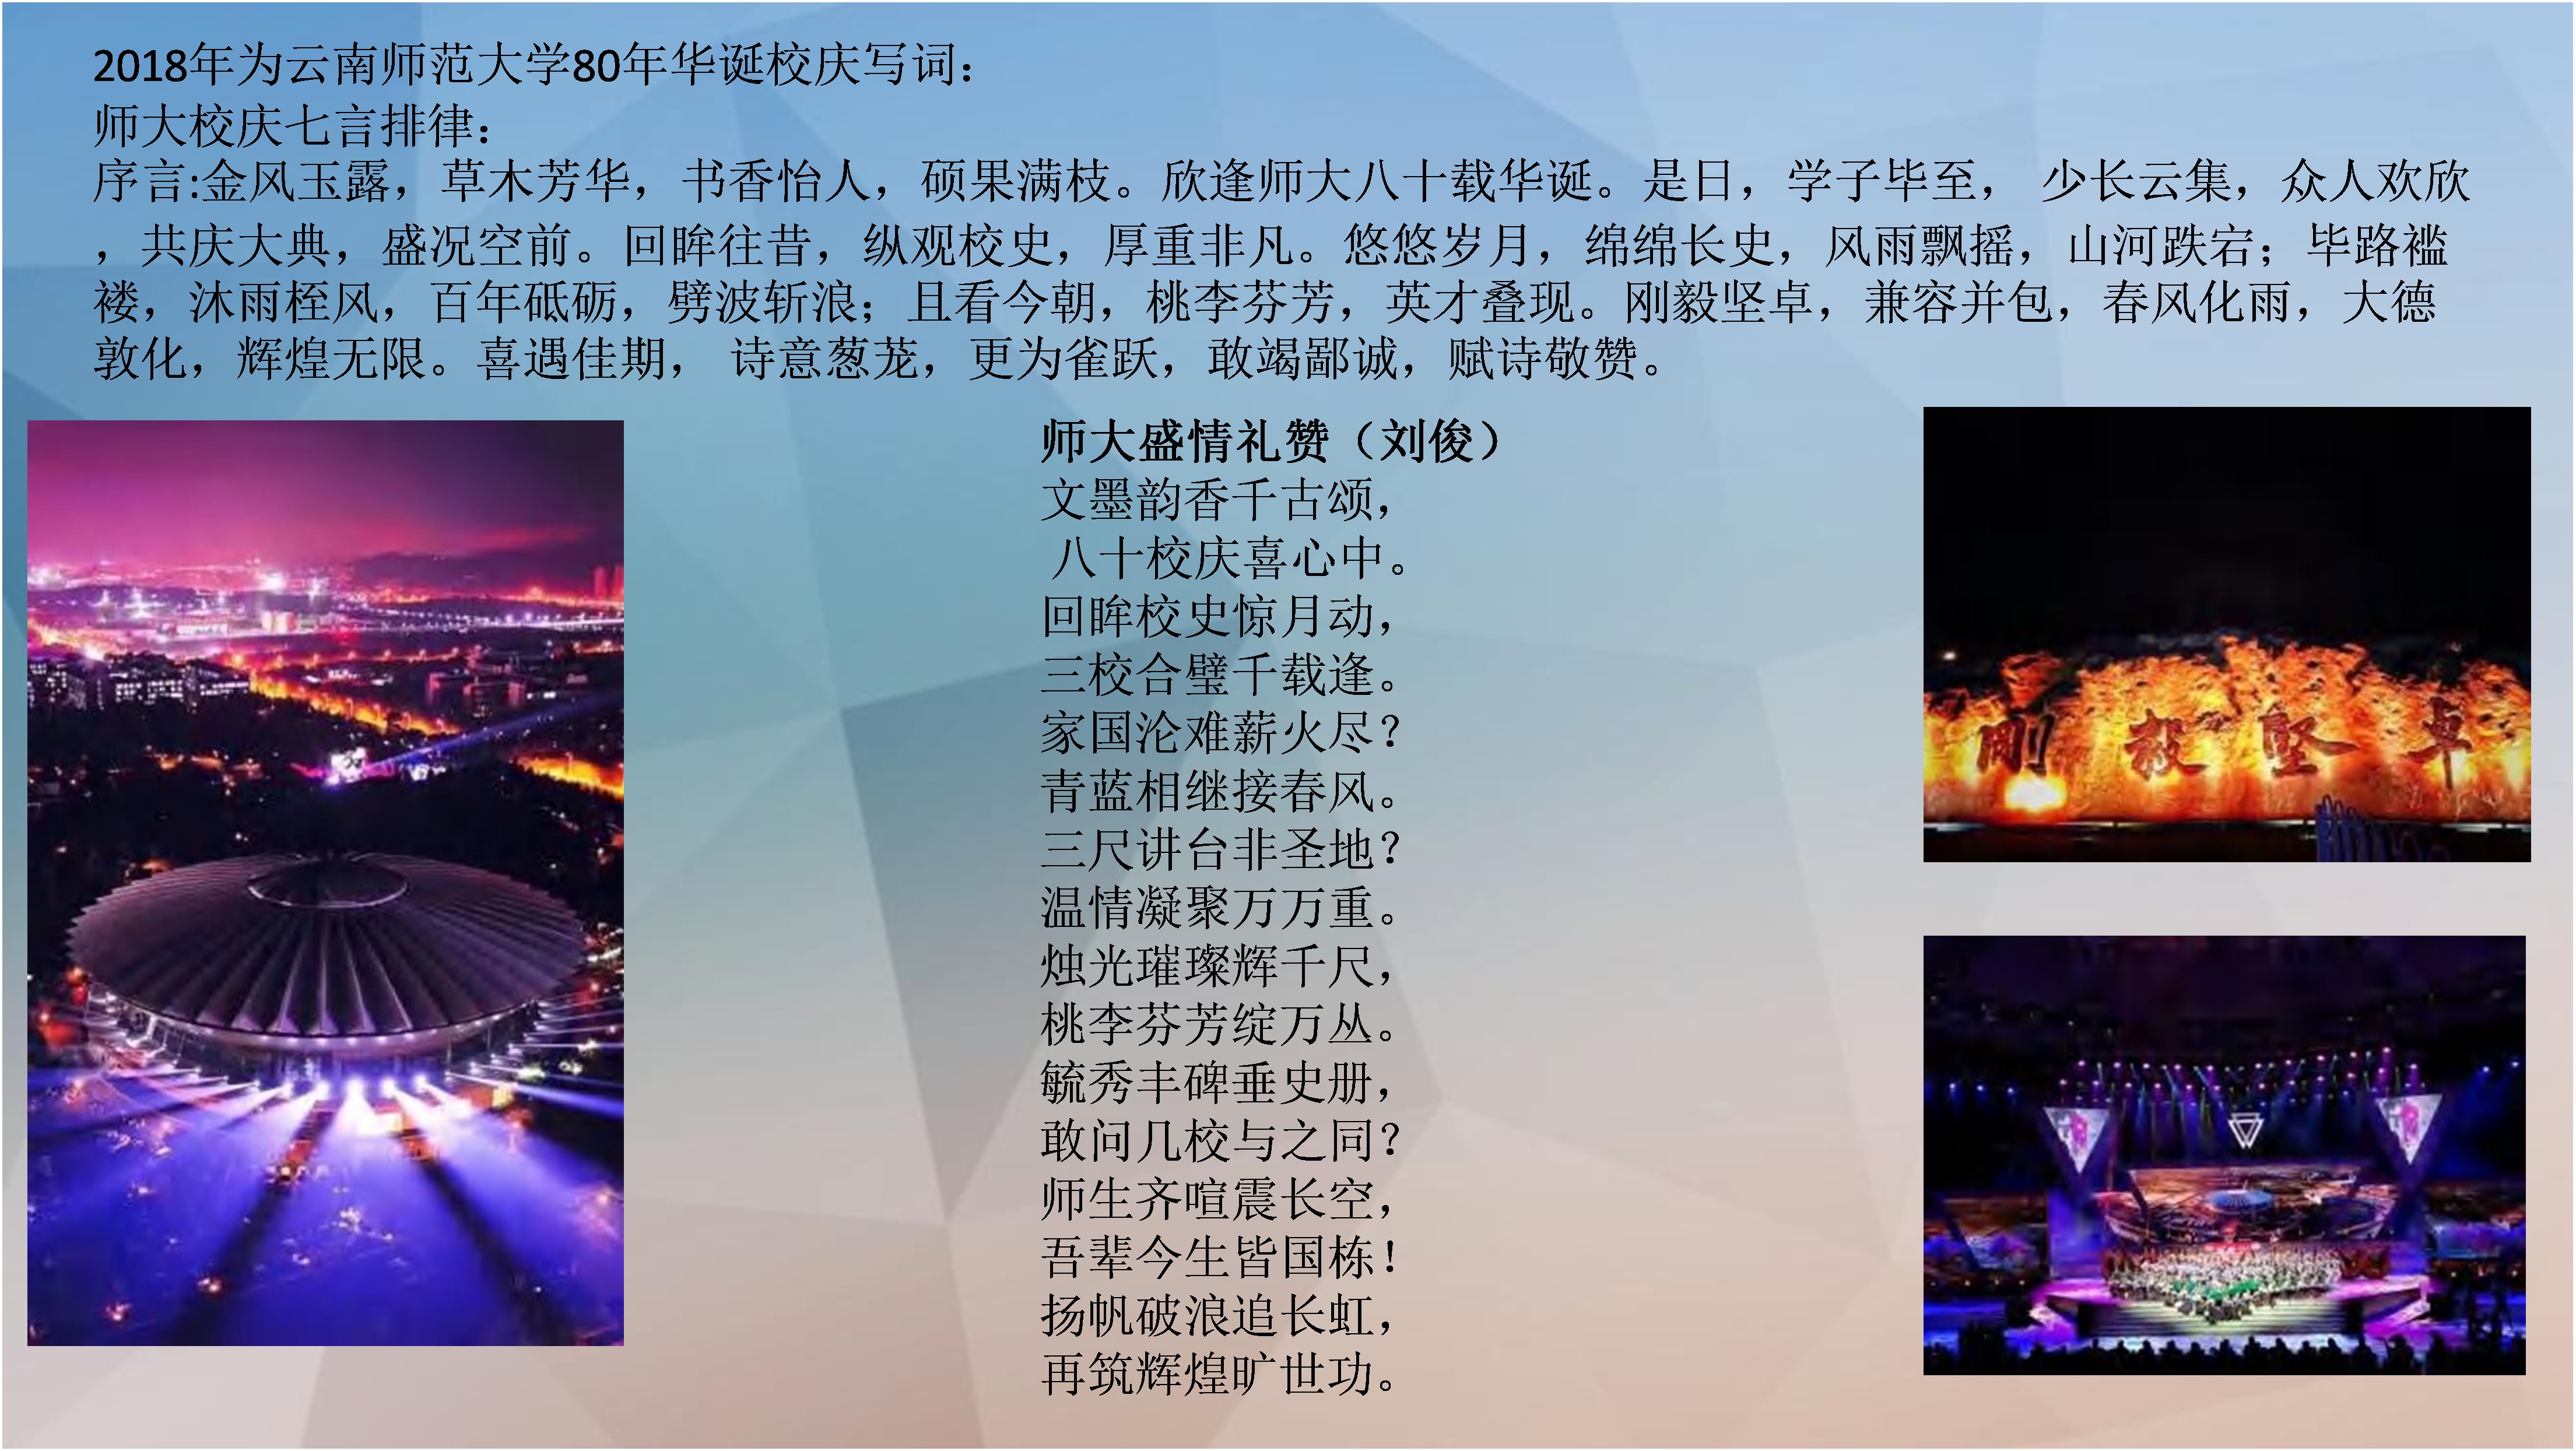 2018年为云南师范大学80年华诞校庆写词：
师大校庆七言排律：
序言:金风玉露，草木芳华，书香怡人，硕果满枝。欣逢师大八十载华诞。是日，学子毕至， 少长云集，众人欢欣
，共庆大典，盛况空前。回眸往昔，纵观校史，厚重非凡。悠悠岁月，绵绵长史，风雨飘摇，山河跌宕；毕路褴
褛，沐雨桎风，百年砥砺，劈波斩浪；且看今朝，桃李芬芳，英才叠现。刚毅坚卓，兼容并包，春风化雨，大德
敦化，辉煌无限。喜遇佳期， 诗意葱茏，更为雀跃，敢竭鄙诚，赋诗敬赞。
师大盛情礼赞（刘俊）
文墨韵香千古颂，
八十校庆喜心中。
回眸校史惊月动，
三校合璧千载逢。
家国沦难薪火尽？
青蓝相继接春风。
三尺讲台非圣地？
温情凝聚万万重。
烛光璀璨辉千尺，
桃李芬芳绽万丛。
毓秀丰碑垂史册，
敢问几校与之同？
师生齐喧震长空，
吾辈今生皆国栋！
扬帆破浪追长虹，
再筑辉煌旷世功。
剛毅堅卓